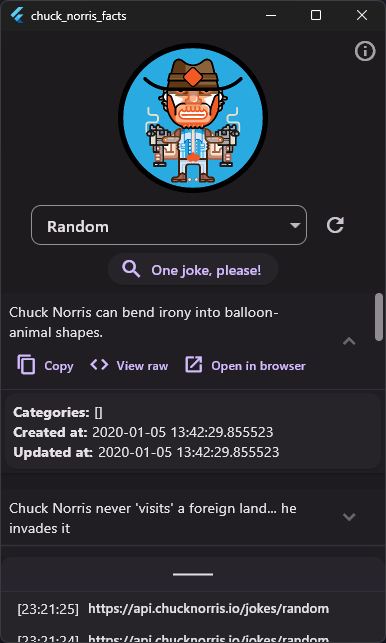 chuck_norris_facts
Random
One joke, please!
Chuck Norris can bend irony into balloon-
animal shapes.
Copy View raw Open in browser
Categories: []
Created at: 2020-01-05 13:42:29.855523
Updated at: 2020-01-05 13:42:29.855523
Chuck Norris never 'visits' a foreign land... he
invades it
[23:21:25] https://api.chucknorris.io/jokes/random
[23:21:24] https://api.chucknorris.io/jokes/random